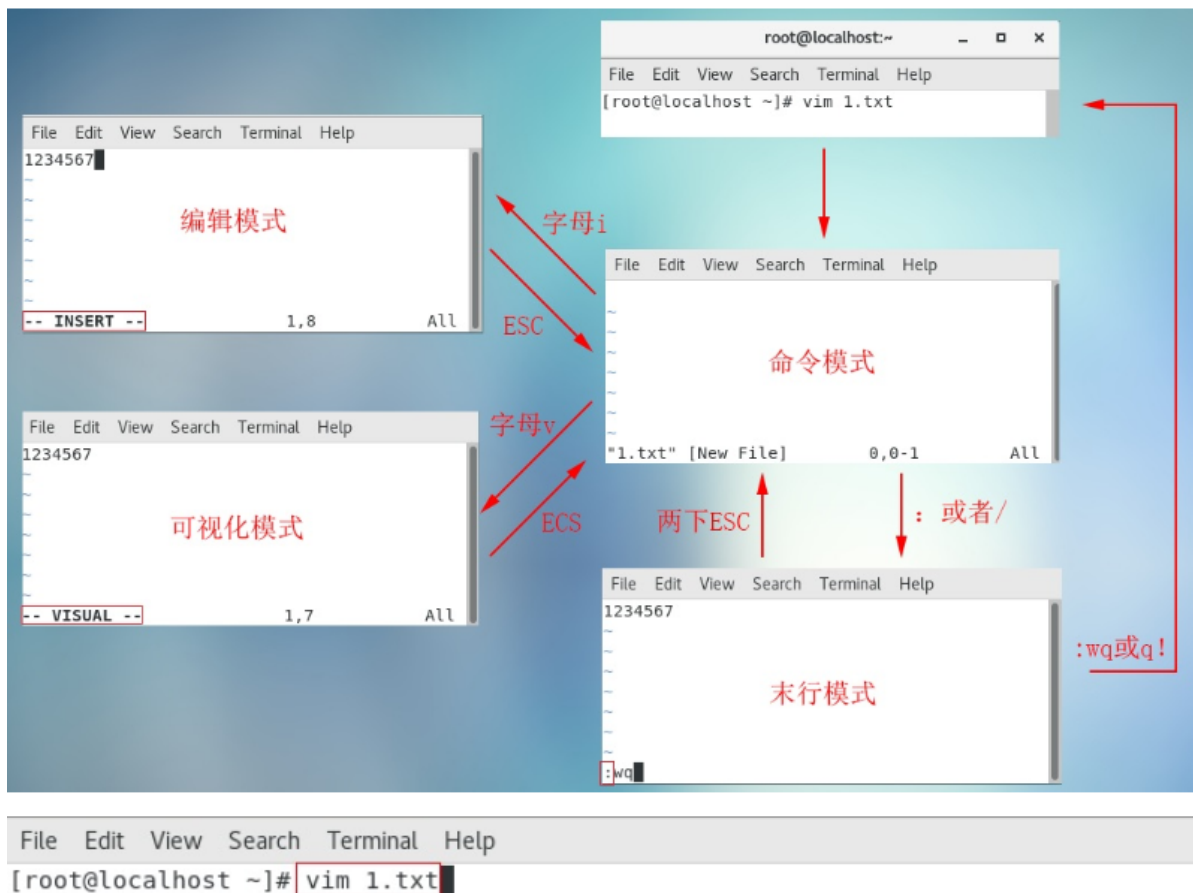 root@localhost:~
File Edit View Search Terminal Help
[root@localhost ~]# vim 1.txt
File Edit View Search Terminal Help
1234567
~
~
~
~
~
~
~
编辑模式
-- INSERT -- 1,8 All
字母i
ESC
File Edit View Search Terminal Help
~
~
~
~
~
~
~
命令模式
"1.txt" [New File] 0,0-1 All
File Edit View Search Terminal Help
1234567
~
~
~
~
~
~
~
可视化模式
-- VISUAL -- 1,7 All
字母v
ECS
两下ESC
: 或者/
File Edit View Search Terminal Help
1234567
~
~
~
~
~
~
~
末行模式
:wq
:wq或q!
File Edit View Search Terminal Help
[root@localhost ~]# vim 1.txt